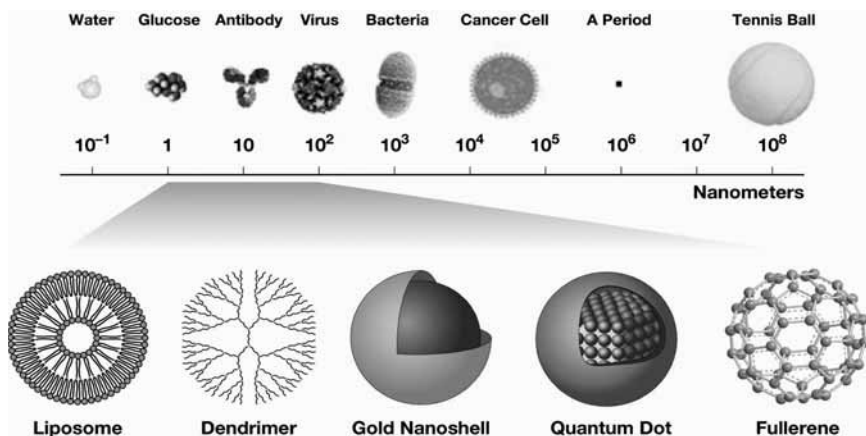 Water Glucose Antibody Virus Bacteria Cancer Cell A Period Tennis Ball
10⁻¹ 1 10 10² 10³ 10⁴ 10⁵ 10⁶ 10⁷ 10⁸
Nanometers
Liposome Dendrimer Gold Nanoshell Quantum Dot Fullerene